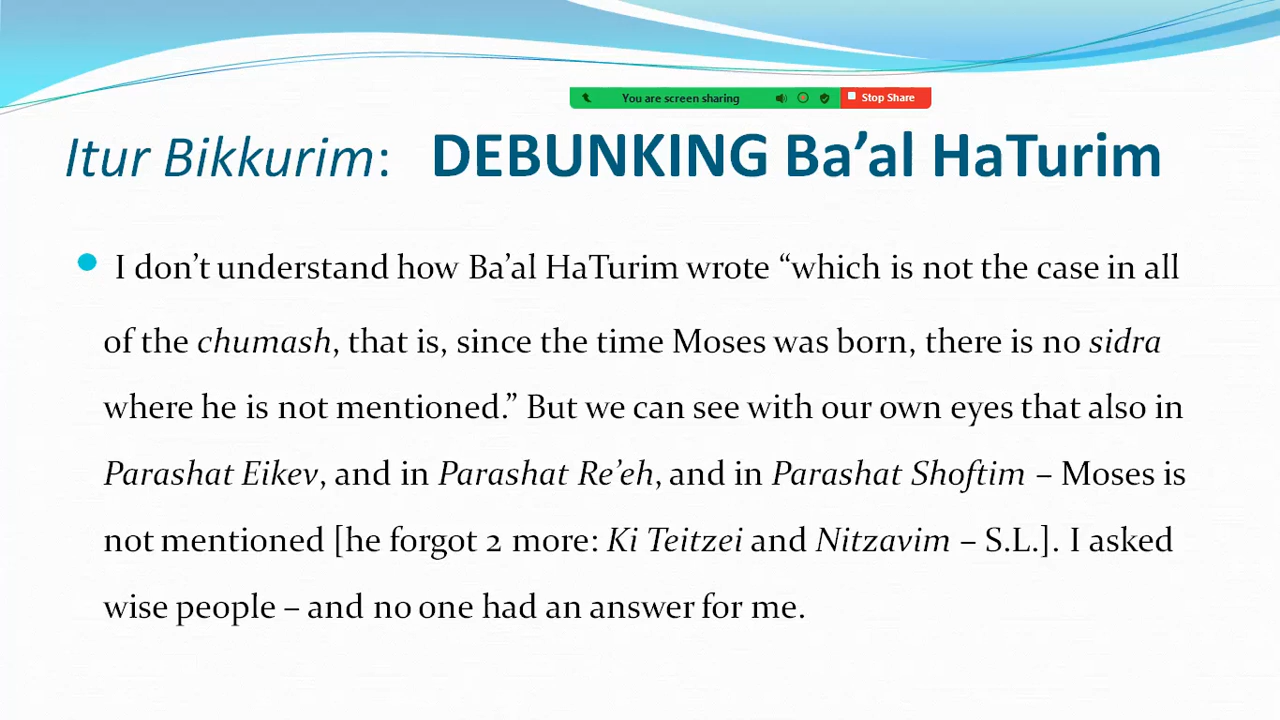 You are screen sharing
Stop Share
Itur Bikkurim: DEBUNKING Ba’al HaTurim
I don’t understand how Ba’al HaTurim wrote “which is not the case in all
of the chumash, that is, since the time Moses was born, there is no sidra
where he is not mentioned.” But we can see with our own eyes that also in
Parashat Eikev, and in Parashat Re’eh, and in Parashat Shoftim – Moses is
not mentioned [he forgot 2 more: Ki Teitzei and Nitzavim – S.L.]. I asked
wise people – and no one had an answer for me.